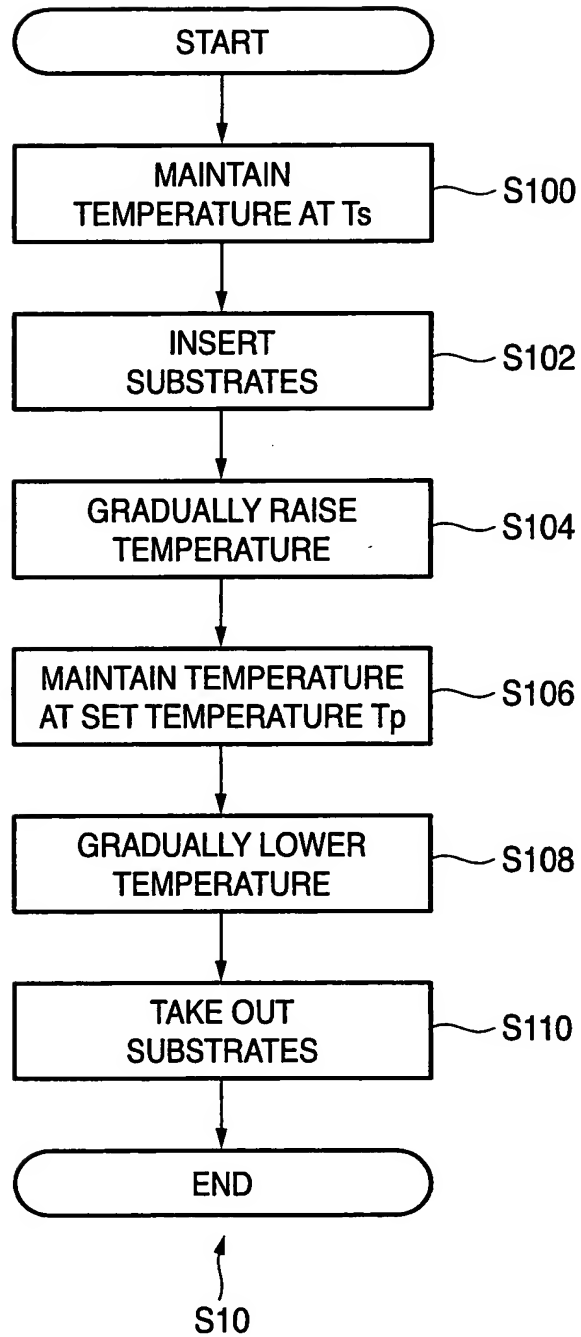 START
MAINTAIN
TEMPERATURE AT Ts
S100
INSERT
SUBSTRATES
S102
GRADUALLY RAISE
TEMPERATURE
S104
MAINTAIN TEMPERATURE
AT SET TEMPERATURE Tp
S106
GRADUALLY LOWER
TEMPERATURE
S108
TAKE OUT
SUBSTRATES
S110
END
S10